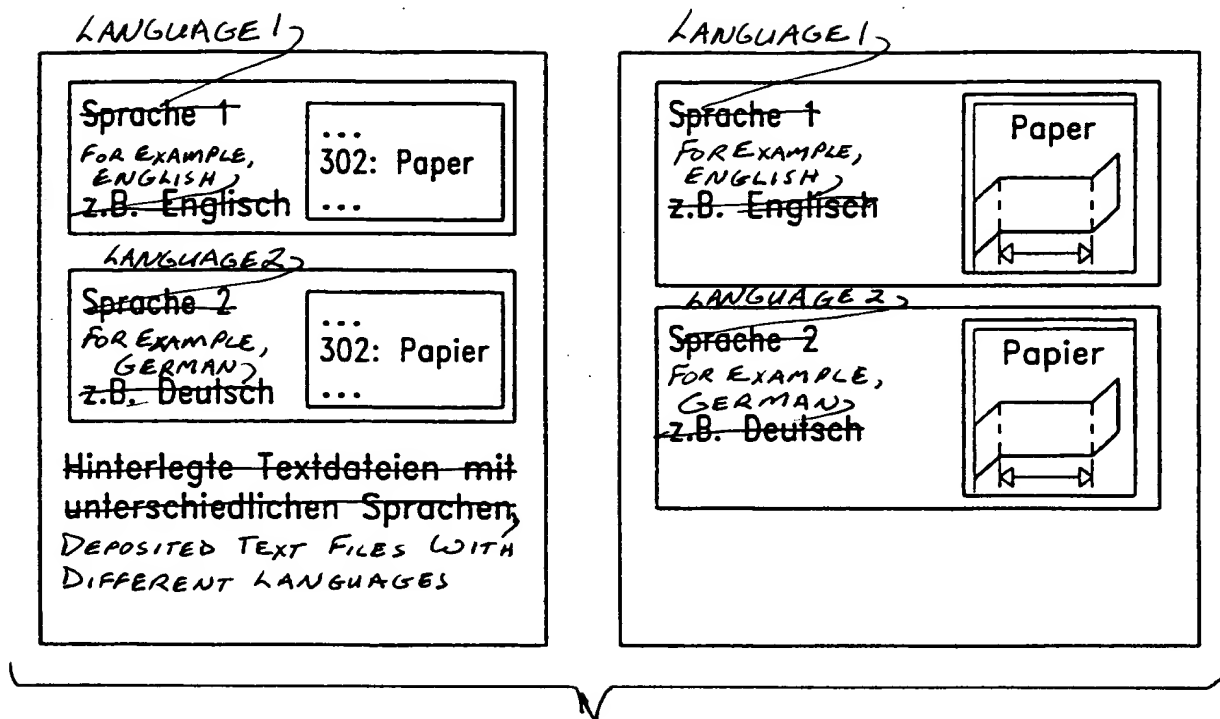 LANGUAGE 1
Sprache 1
FOR EXAMPLE,
ENGLISH
z.B. Englisch
...
302: Paper
...
LANGUAGE 2
Sprache 2
FOR EXAMPLE,
GERMAN
z.B. Deutsch
...
302: Papier
...
Hinterlegte Textdateien mit
unterschiedlichen Sprachen
DEPOSITED TEXT FILES WITH
DIFFERENT LANGUAGES
LANGUAGE 1
Sprache 1
FOR EXAMPLE,
ENGLISH
z.B. Englisch
Paper
LANGUAGE 2
Sprache 2
FOR EXAMPLE,
GERMAN
z.B. Deutsch
Papier